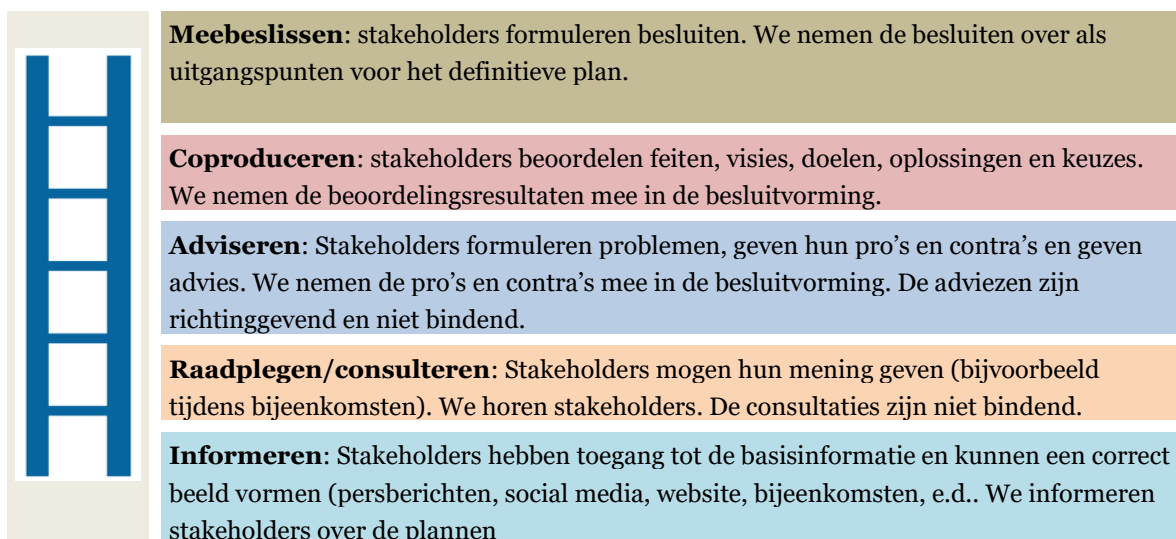 Meebeslissen: stakeholders formuleren besluiten. We nemen de besluiten over als
uitgangspunten voor het definitieve plan.
Coproduceren: stakeholders beoordelen feiten, visies, doelen, oplossingen en keuzes.
We nemen de beoordelingsresultaten mee in de besluitvorming.
Adviseren: Stakeholders formuleren problemen, geven hun pro’s en contra’s en geven
advies. We nemen de pro’s en contra’s mee in de besluitvorming. De adviezen zijn
richtinggevend en niet bindend.
Raadplegen/consulteren: Stakeholders mogen hun mening geven (bijvoorbeeld
tijdens bijeenkomsten). We horen stakeholders. De consultaties zijn niet bindend.
Informeren: Stakeholders hebben toegang tot de basisinformatie en kunnen een correct
beeld vormen (persberichten, social media, website, bijeenkomsten, e.d.. We informeren
stakeholders over de plannen